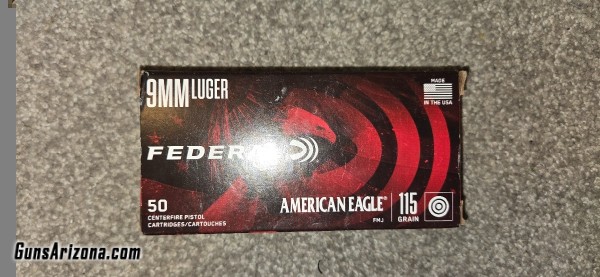 9MM LUGER
MADE
IN THE USA
FEDERAL
50
CENTERFIRE PISTOL
CARTRIDGES/CARTOUCHES
AMERICAN EAGLE®
FMJ
115
GRAIN
GunsArizona.com